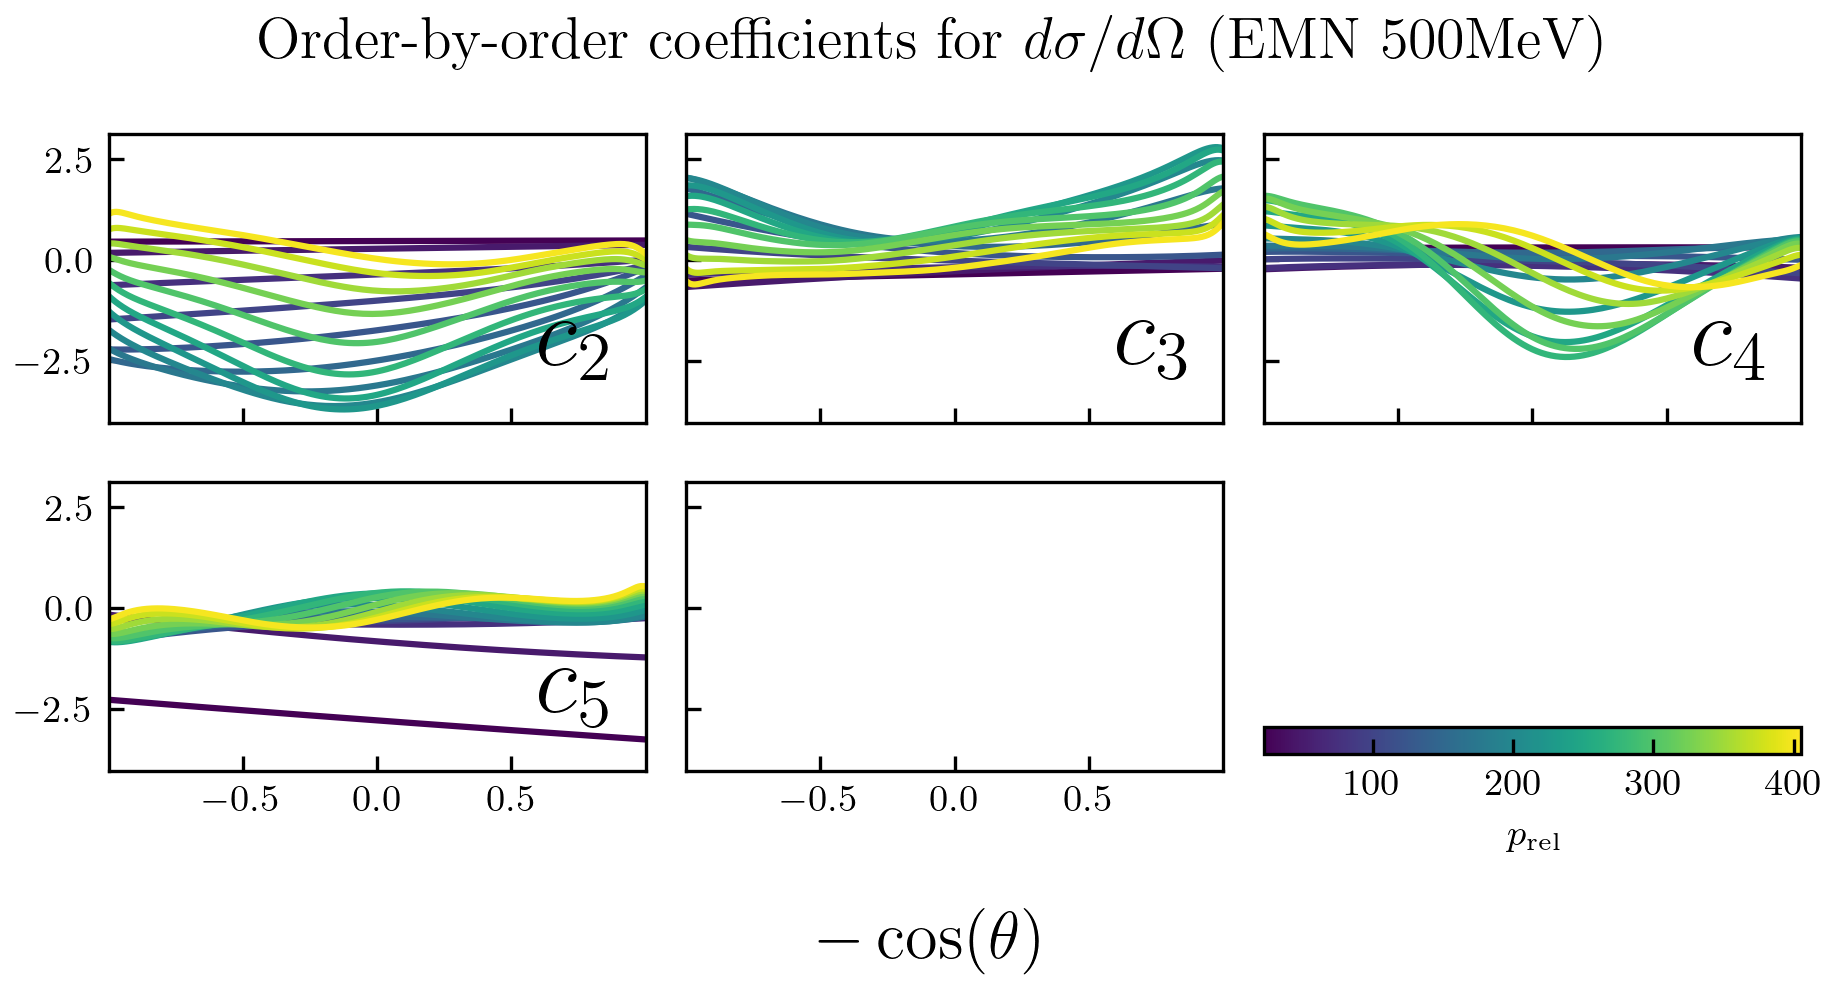 Order-by-order coefficients for dσ/dΩ (EMN 500MeV)
2.5
0.0
−2.5
c₂
c₃
c₄
2.5
0.0
−2.5
c₅
−0.5 0.0 0.5
−0.5 0.0 0.5
100 200 300 400
p_rel
− cos(θ)